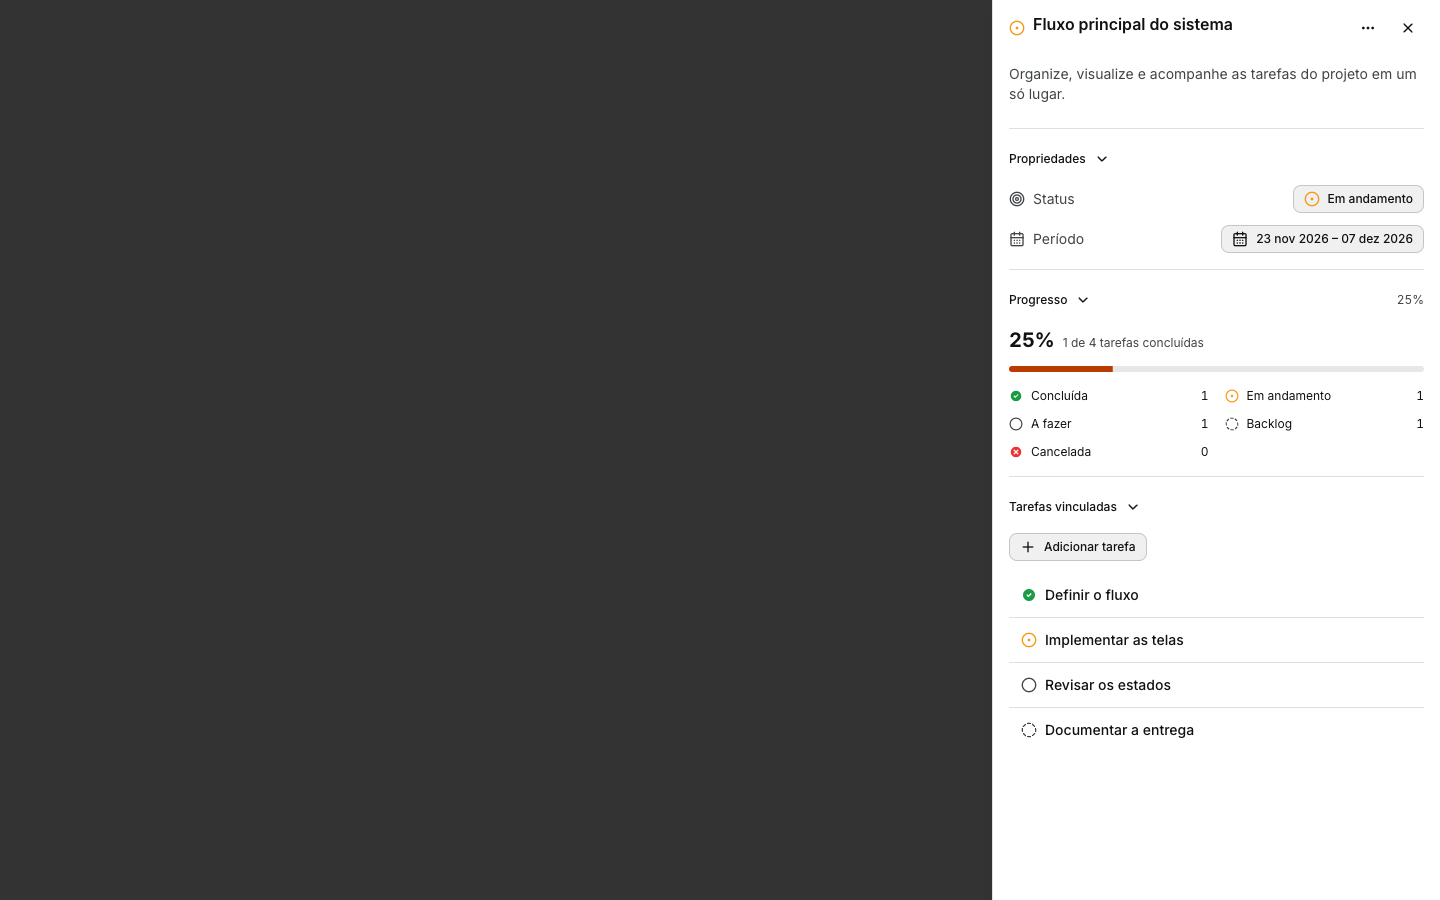 Fluxo principal do sistema
Organize, visualize e acompanhe as tarefas do projeto em um
só lugar.
Propriedades
Status
Em andamento
Período
23 nov 2026 – 07 dez 2026
Progresso
25%
25% 1 de 4 tarefas concluídas
Concluída 1
Em andamento 1
A fazer 1
Backlog 1
Cancelada 0
Tarefas vinculadas
Adicionar tarefa
Definir o fluxo
Implementar as telas
Revisar os estados
Documentar a entrega